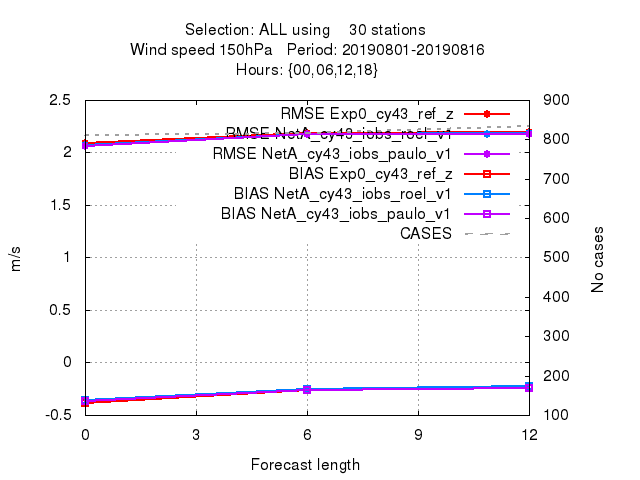 Selection: ALL using 30 stations
Wind speed 150hPa Period: 20190801-20190816
Hours: {00,06,12,18}
2.5
2
1.5
1
0.5
0
-0.5
m/s
900
800
700
600
500
400
300
200
100
No cases
RMSE Exp0_cy43_ref_z
RMSE NetA_cy43_iobs_roel_v1
RMSE NetA_cy43_iobs_paulo_v1
BIAS Exp0_cy43_ref_z
BIAS NetA_cy43_iobs_roel_v1
BIAS NetA_cy43_iobs_paulo_v1
CASES
0 3 6 9 12
Forecast length